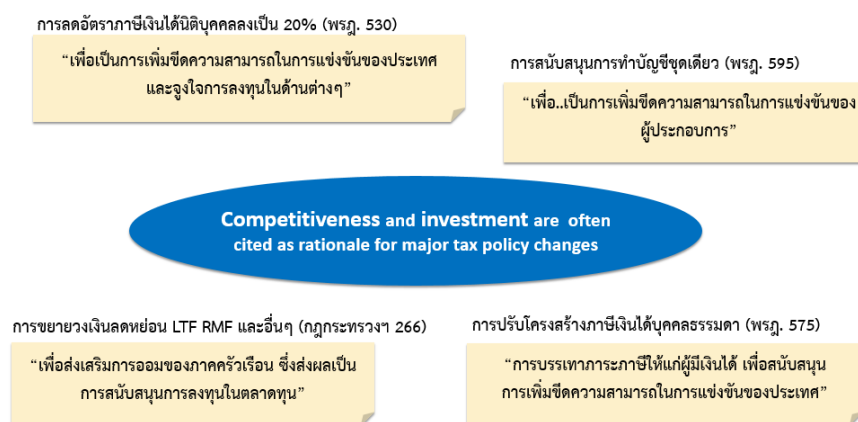 การลดอัตราภาษีเงินได้นิติบุคคลลงเป็น 20% (พรฎ. 530)
“เพื่อเป็นการเพิ่มขีดความสามารถในการแข่งขันของประเทศ
และจูงใจการลงทุนในด้านต่างๆ”
การสนับสนุนการทำบัญชีชุดเดียว (พรฎ. 595)
“เพื่อ..เป็นการเพิ่มขีดความสามารถในการแข่งขันของ
ผู้ประกอบการ”
Competitiveness and investment are often
cited as rationale for major tax policy changes
การขยายวงเงินลดหย่อน LTF RMF และอื่นๆ (กฎกระทรวงฯ 266)
“เพื่อส่งเสริมการออมของภาคครัวเรือน ซึ่งส่งผลเป็น
การสนับสนุนการลงทุนในตลาดทุน”
การปรับโครงสร้างภาษีเงินได้บุคคลธรรมดา (พรฎ. 575)
“การบรรเทาภาระภาษีให้แก่ผู้มีเงินได้ เพื่อสนับสนุน
การเพิ่มขีดความสามารถในการแข่งขันของประเทศ”